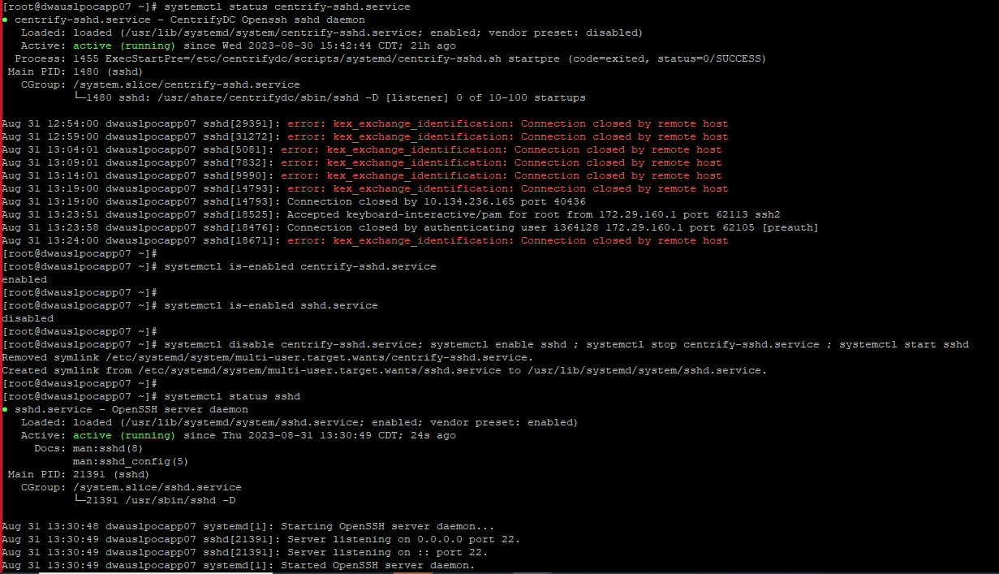 [root@dwauslpocapp07 ~]# systemctl status centrify-sshd.service
● centrify-sshd.service - CentrifyDC Openssh sshd daemon
Loaded: loaded (/usr/lib/systemd/system/centrify-sshd.service; enabled; vendor preset: disabled)
Active: active (running) since Wed 2023-08-30 15:42:44 CDT; 21h ago
Process: 1455 ExecStartPre=/etc/centrifydc/scripts/systemd/centrify-sshd.sh startpre (code=exited, status=0/SUCCESS)
Main PID: 1480 (sshd)
CGroup: /system.slice/centrify-sshd.service
└─1480 sshd: /usr/share/centrifydc/sbin/sshd -D [listener] 0 of 10-100 startups
Aug 31 12:54:00 dwauslpocapp07 sshd[29391]: error: kex_exchange_identification: Connection closed by remote host
Aug 31 12:59:00 dwauslpocapp07 sshd[31272]: error: kex_exchange_identification: Connection closed by remote host
Aug 31 13:04:01 dwauslpocapp07 sshd[5081]: error: kex_exchange_identification: Connection closed by remote host
Aug 31 13:09:01 dwauslpocapp07 sshd[7832]: error: kex_exchange_identification: Connection closed by remote host
Aug 31 13:14:01 dwauslpocapp07 sshd[9990]: error: kex_exchange_identification: Connection closed by remote host
Aug 31 13:19:00 dwauslpocapp07 sshd[14793]: error: kex_exchange_identification: Connection closed by remote host
Aug 31 13:19:00 dwauslpocapp07 sshd[14793]: Connection closed by 10.134.236.165 port 40436
Aug 31 13:23:51 dwauslpocapp07 sshd[18525]: Accepted keyboard-interactive/pam for root from 172.29.160.1 port 62113 ssh2
Aug 31 13:23:58 dwauslpocapp07 sshd[18476]: Connection closed by authenticating user i364128 172.29.160.1 port 62105 [preauth]
Aug 31 13:24:00 dwauslpocapp07 sshd[18671]: error: kex_exchange_identification: Connection closed by remote host
[root@dwauslpocapp07 ~]#
[root@dwauslpocapp07 ~]# systemctl is-enabled centrify-sshd.service
enabled
[root@dwauslpocapp07 ~]#
[root@dwauslpocapp07 ~]# systemctl is-enabled sshd.service
disabled
[root@dwauslpocapp07 ~]#
[root@dwauslpocapp07 ~]# systemctl disable centrify-sshd.service; systemctl enable sshd ; systemctl stop centrify-sshd.service ; systemctl start sshd
Removed symlink /etc/systemd/system/multi-user.target.wants/centrify-sshd.service.
Created symlink from /etc/systemd/system/multi-user.target.wants/sshd.service to /usr/lib/systemd/system/sshd.service.
[root@dwauslpocapp07 ~]#
[root@dwauslpocapp07 ~]# systemctl status sshd
● sshd.service - OpenSSH server daemon
Loaded: loaded (/usr/lib/systemd/system/sshd.service; enabled; vendor preset: enabled)
Active: active (running) since Thu 2023-08-31 13:30:49 CDT; 24s ago
Docs: man:sshd(8)
man:sshd_config(5)
Main PID: 21391 (sshd)
CGroup: /system.slice/sshd.service
└─21391 /usr/sbin/sshd -D
Aug 31 13:30:48 dwauslpocapp07 systemd[1]: Starting OpenSSH server daemon...
Aug 31 13:30:49 dwauslpocapp07 sshd[21391]: Server listening on 0.0.0.0 port 22.
Aug 31 13:30:49 dwauslpocapp07 sshd[21391]: Server listening on :: port 22.
Aug 31 13:30:49 dwauslpocapp07 systemd[1]: Started OpenSSH server daemon.